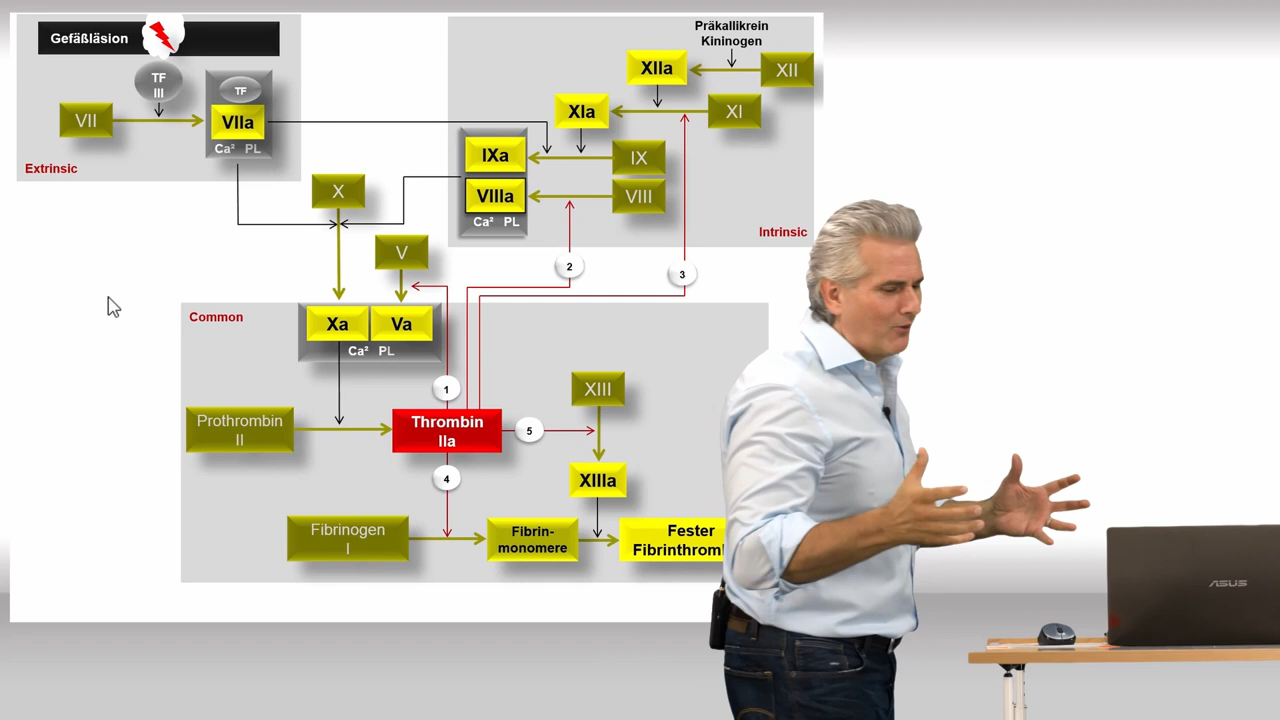 Gefäßläsion
TF
III
TF
VII
VIIa
Ca² PL
Extrinsic
Präkallikrein
Kininogen
XIIa
XII
XIa
XI
IXa
IX
VIIIa
VIII
Ca² PL
Intrinsic
X
V
2
3
Common
Xa
Va
Ca² PL
1
XIII
Prothrombin
II
Thrombin
IIa
5
4
XIIIa
Fibrinogen
I
Fibrin-
monomere
Fester
Fibrinthrom
ASUS